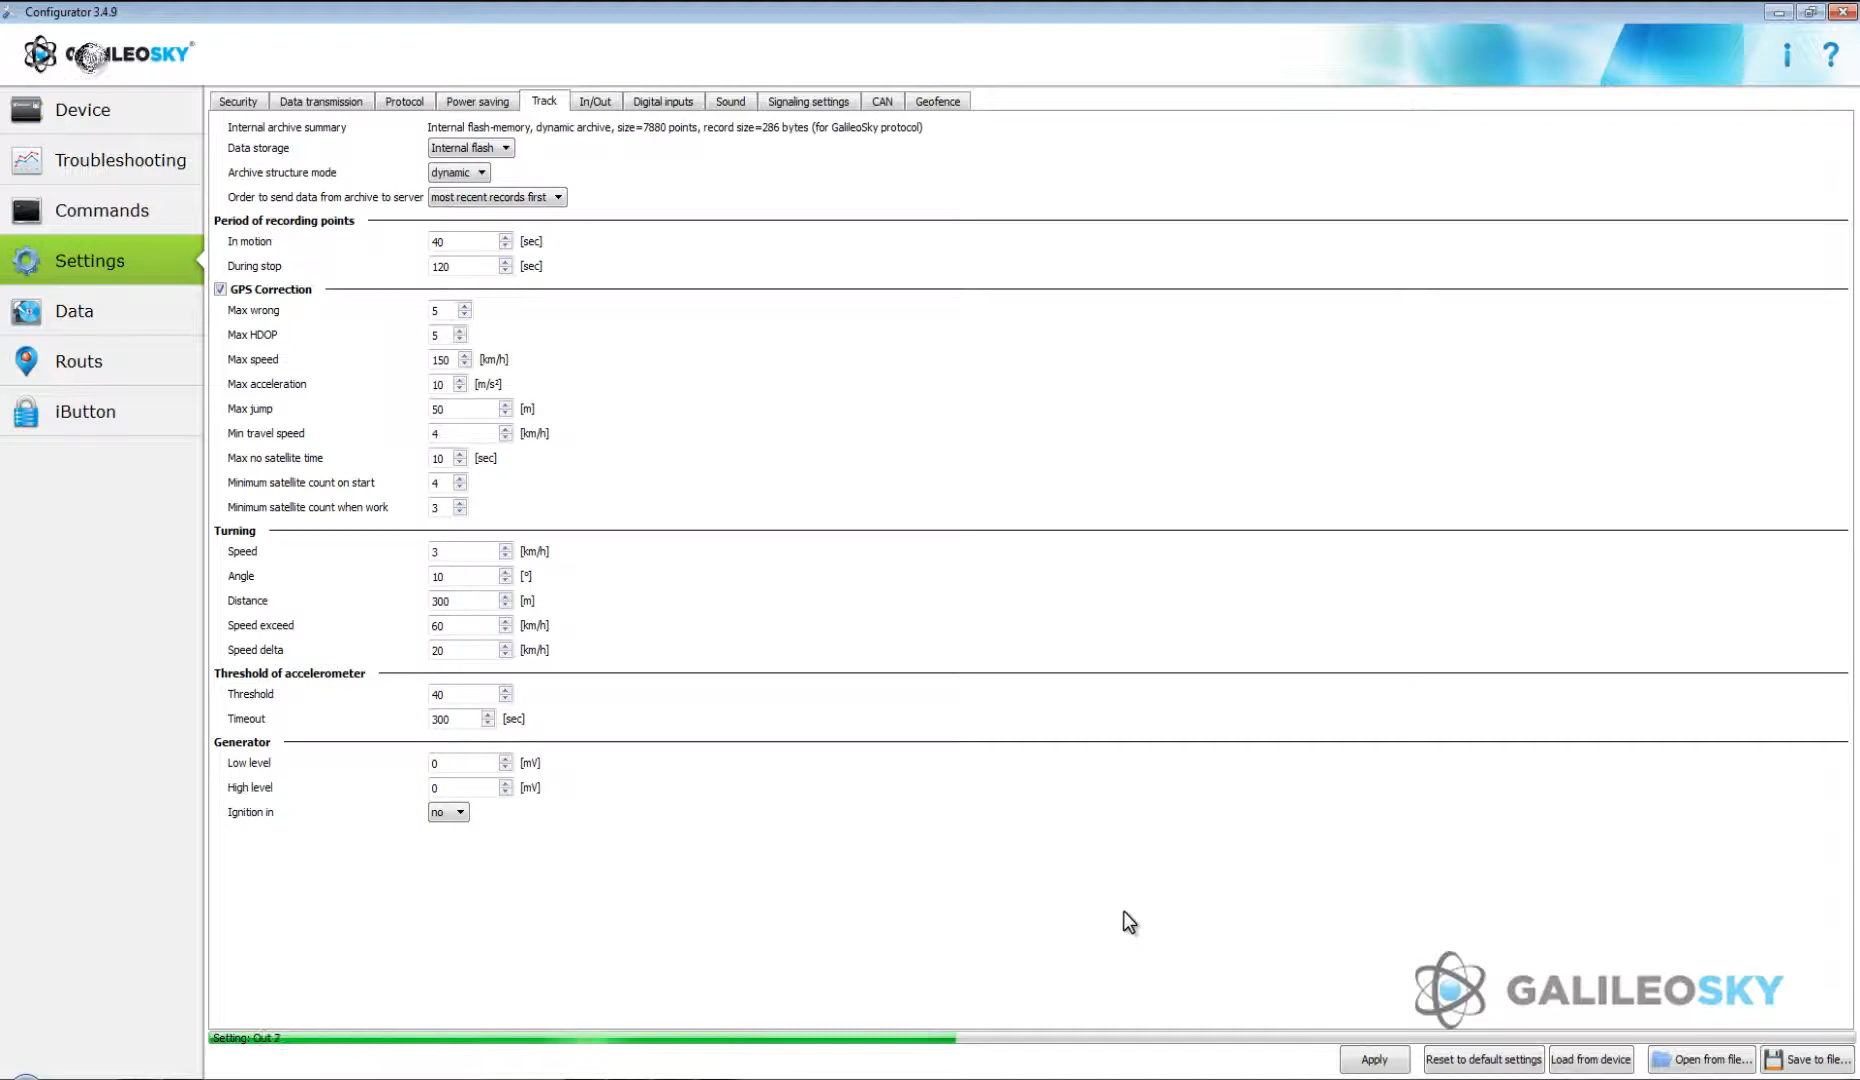 Configurator 3.4.9
Device
Troubleshooting
Commands
Settings
Data
Routs
iButton
Security Data transmission Protocol Power saving Track In/Out Digital inputs Sound Signaling settings CAN Geofence
Internal archive summary Internal flash-memory, dynamic archive, size=7880 points, record size=286 bytes (for GalileoSky protocol)
Data storage Internal flash
Archive structure mode dynamic
Order to send data from archive to server most recent records first
Period of recording points
In motion 40 [sec]
During stop 120 [sec]
GPS Correction
Max wrong 5
Max HDOP 5
Max speed 150 [km/h]
Max acceleration 10 [m/s²]
Max jump 50 [m]
Min travel speed 4 [km/h]
Max no satellite time 10 [sec]
Minimum satellite count on start 4
Minimum satellite count when work 3
Turning
Speed 3 [km/h]
Angle 10 [°]
Distance 300 [m]
Speed exceed 60 [km/h]
Speed delta 20 [km/h]
Threshold of accelerometer
Threshold 40
Timeout 300 [sec]
Generator
Low level 0 [mV]
High level 0 [mV]
Ignition in no
GALILEOSKY
Setting: Out 2
Apply Reset to default settings Load from device Open from file... Save to file...